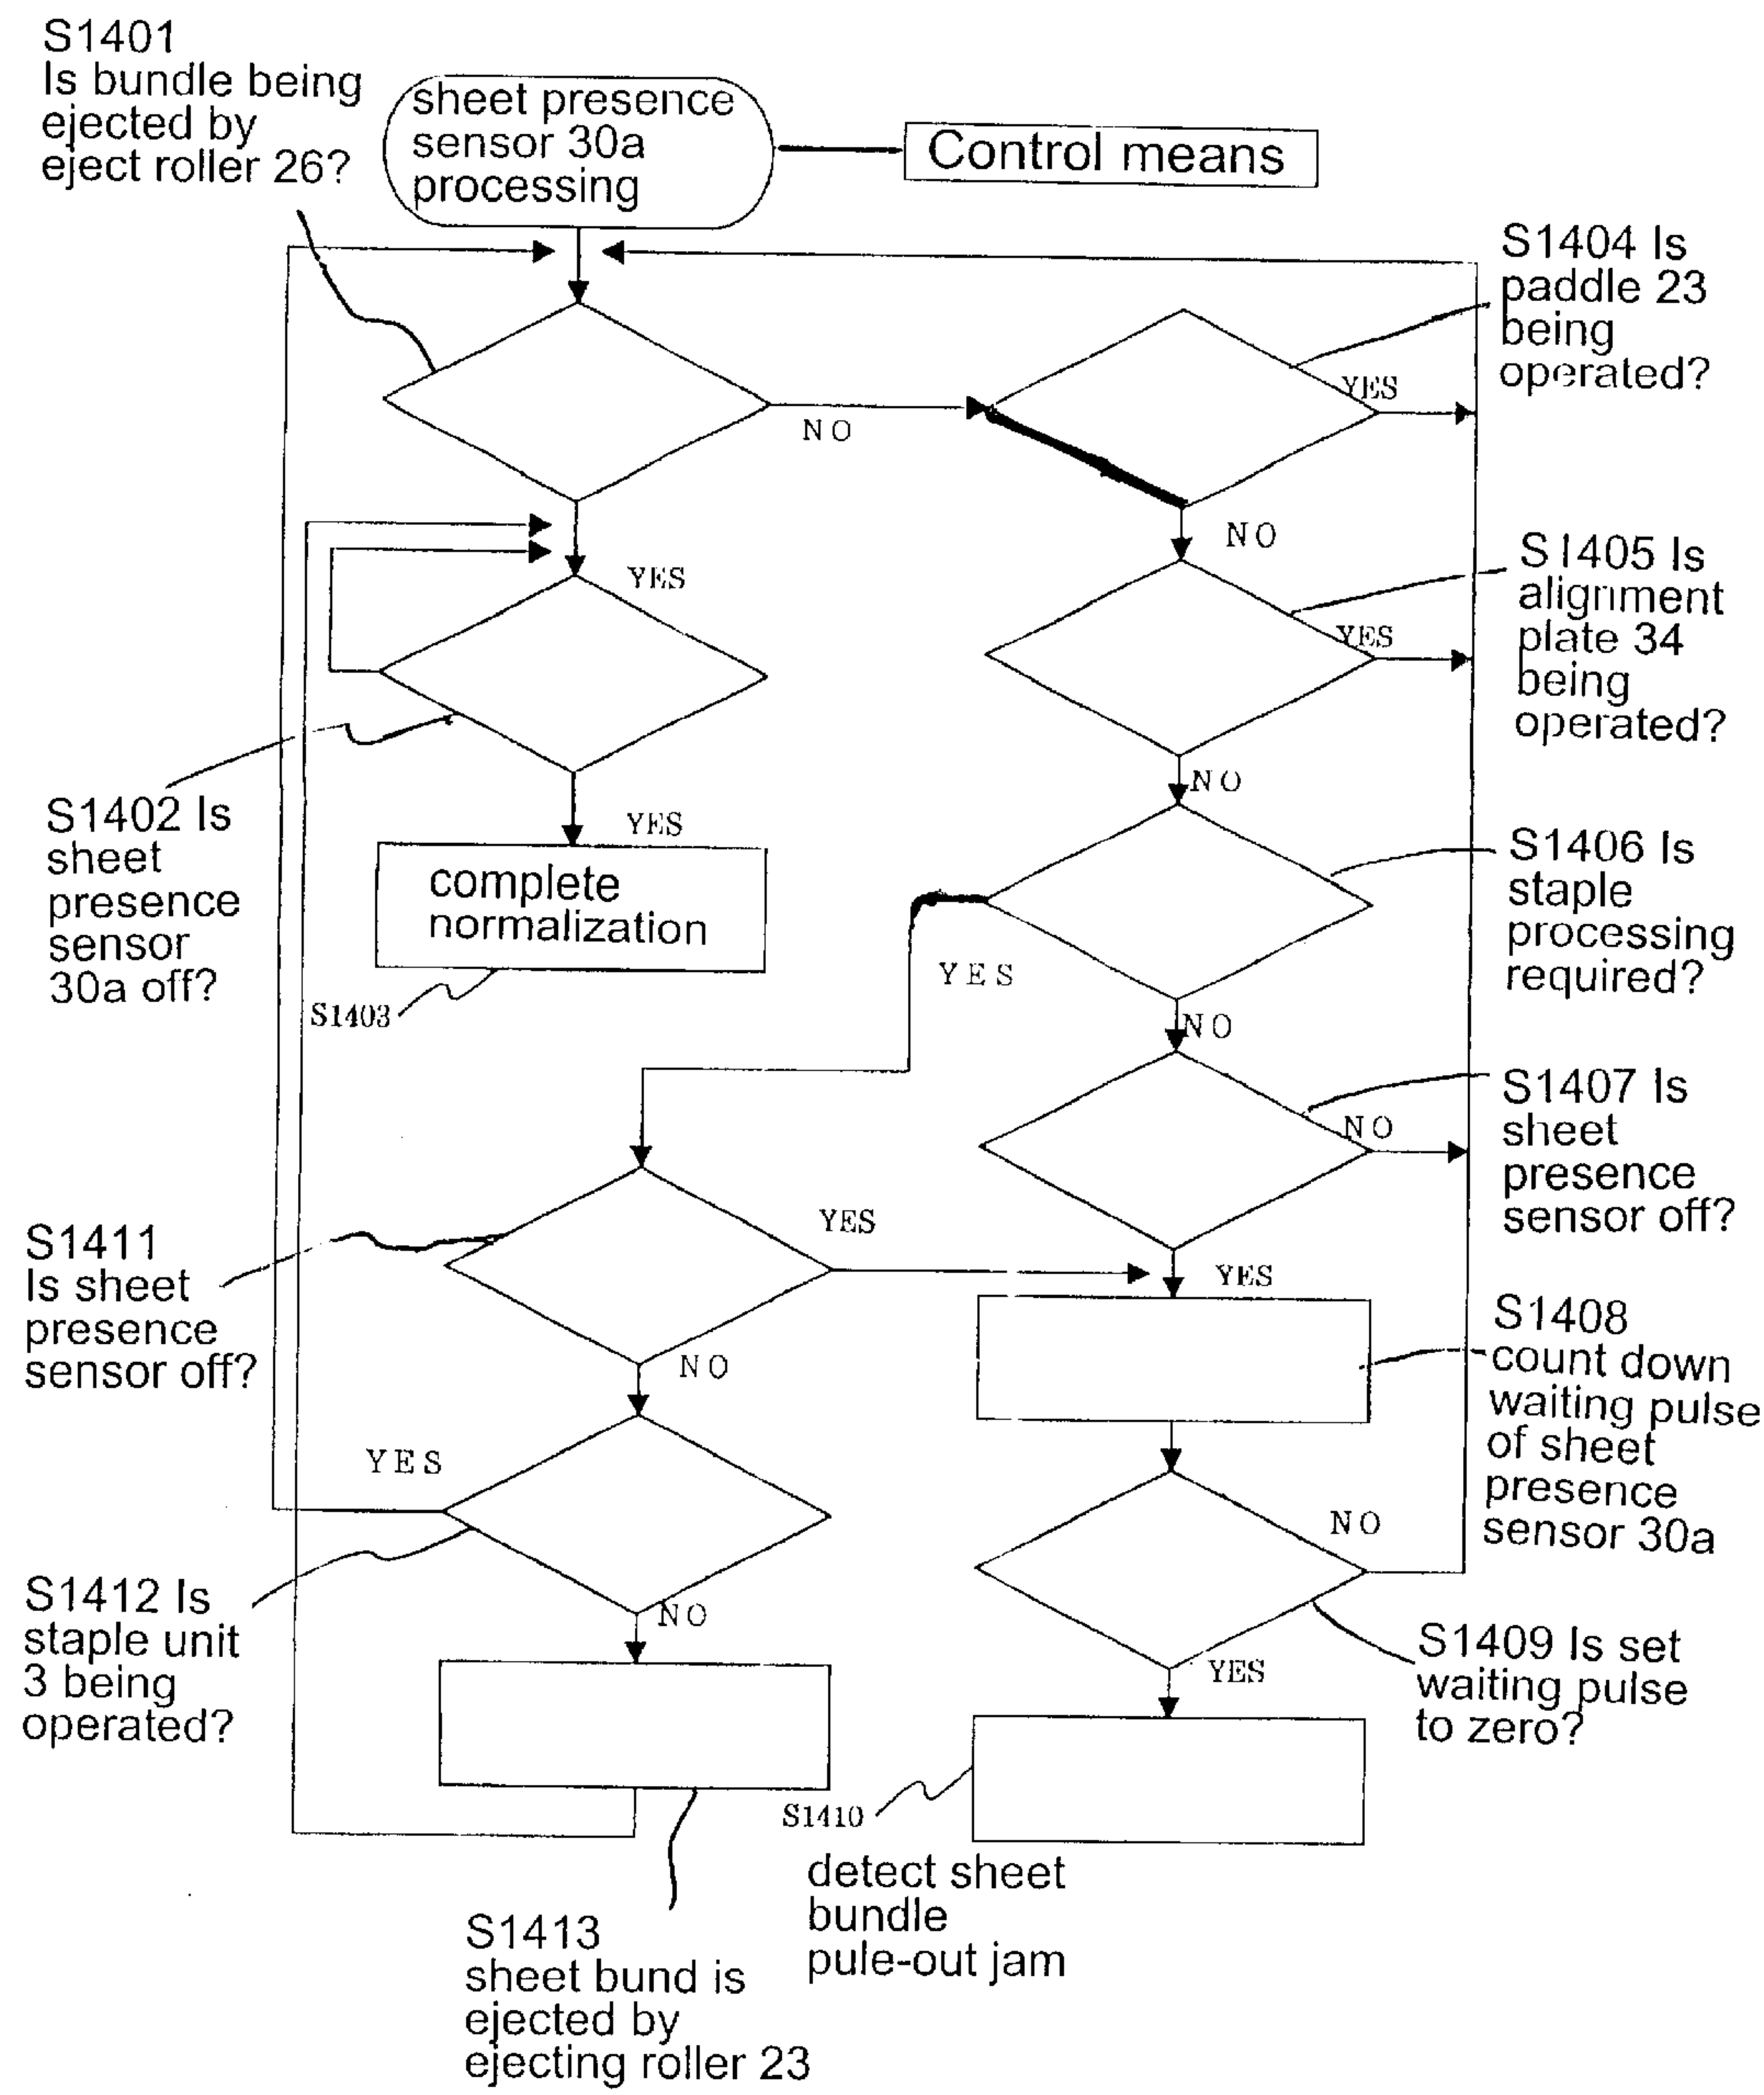 S1401
Is bundle being
ejected by
eject roller 26?
sheet presence
sensor 30a
processing
Control means
S1404 Is
paddle 23
being
operated?
YES
NO
NO
S1405 Is
alignment
plate 34
being
operated?
YES
YES
NO
S1402 Is
sheet
presence
sensor
30a off?
YES
complete
normalization
S1403
S1406 Is
staple
processing
required?
YES
NO
S1407 Is
sheet
presence
sensor off?
NO
YES
S1411
Is sheet
presence
sensor off?
YES
NO
S1408
count down
waiting pulse
of sheet
presence
sensor 30a
YES
NO
S1412 Is
staple unit
3 being
operated?
NO
S1409 Is set
waiting pulse
to zero?
YES
S1410
detect sheet
bundle
pule-out jam
S1413
sheet bund is
ejected by
ejecting roller 23